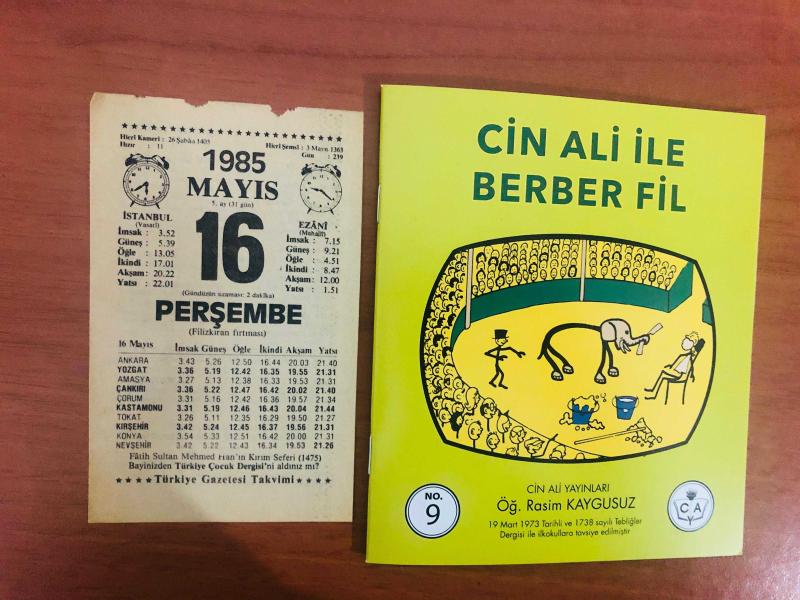 Hicrî Kamerî : 26 Şabân 1405
Hızır : 11
Hicrî Şemsî : 3 Mayıs 1363
Gün : 239
1985
MAYIS
5. ay (31 gün)
16
İSTANBUL
(Vasatî)
İmsak : 3.52
Güneş : 5.39
Öğle : 13.05
İkindi : 17.01
Akşam : 20.22
Yatsı : 22.01
EZÂNÎ
(Mahallî)
İmsak : 7.15
Güneş : 9.21
Öğle : 4.51
İkindi : 8.47
Akşam: 12.00
Yatsı : 1.51
(Gündüzün uzaması: 2 dakika)
PERŞEMBE
(Filizkıran fırtınası)
16 Mayıs İmsak Güneş Öğle İkindi Akşam Yatsı
ANKARA 3.43 5.26 12.50 16.44 20.03 21.40
YOZGAT 3.36 5.19 12.42 16.35 19.55 21.31
AMASYA 3.27 5.13 12.38 16.33 19.53 21.31
ÇANKIRI 3.36 5.22 12.47 16.42 20.02 21.40
ÇORUM 3.31 5.16 12.42 16.36 19.57 21.34
KASTAMONU 3.31 5.19 12.46 16.43 20.04 21.44
TOKAT 3.26 5.11 12.35 16.29 19.50 21.27
KIRŞEHİR 3.42 5.24 12.45 16.37 19.56 21.31
KONYA 3.54 5.33 12.51 16.42 20.00 21.31
NEVŞEHİR 3.42 5.22 12.43 16.34 19.53 21.26
Fâtih Sultan Mehmed Han'ın Kırım Seferi (1475)
Bayinizden Türkiye Çocuk Dergisi'ni aldınız mı?
★★★★ Türkiye Gazetesi Takvimi ★★★★
CİN ALİ İLE
BERBER FİL
CİN ALİ YAYINLARI
Öğ. Rasim KAYGUSUZ
19 Mart 1973 Tarihli ve 1738 sayılı Tebliğler
Dergisi ile ilkokullara tavsiye edilmiştir
NO.
9
C A
Y